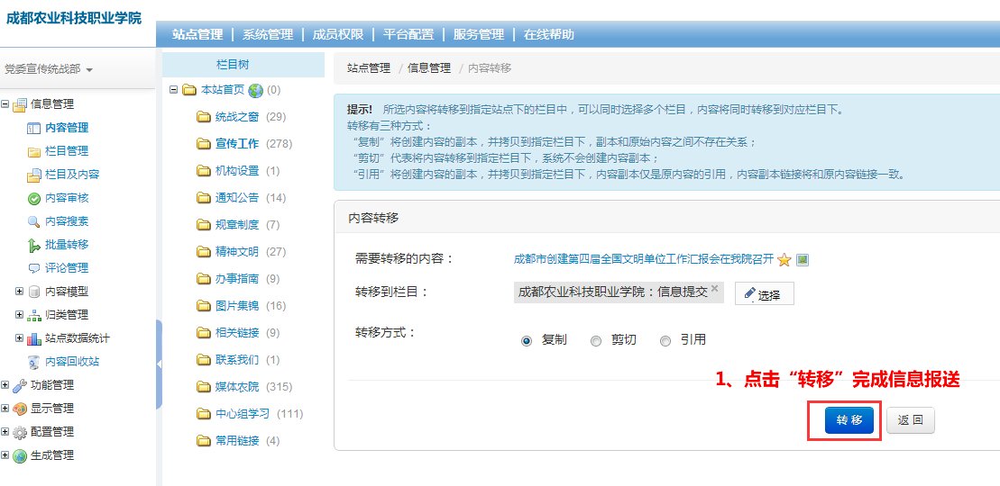 成都农业科技职业学院
站点管理 | 系统管理 | 成员权限 | 平台配置 | 服务管理 | 在线帮助
党委宣传统战部
信息管理
内容管理
栏目管理
栏目及内容
内容审核
内容搜索
批量转移
评论管理
内容模型
归类管理
站点数据统计
内容回收站
功能管理
显示管理
配置管理
生成管理
栏目树
本站首页 (0)
统战之窗 (29)
宣传工作 (278)
机构设置 (1)
通知公告 (14)
规章制度 (7)
精神文明 (27)
办事指南 (9)
图片集锦 (16)
相关链接 (9)
联系我们 (1)
媒体农院 (315)
中心组学习 (111)
常用链接 (4)
站点管理 / 信息管理 / 内容转移
提示! 所选内容将转移到指定站点下的栏目中，可以同时选择多个栏目，内容将同时转移到对应栏目下。
转移有三种方式：
“复制”将创建内容的副本，并拷贝到指定栏目下，副本和原始内容之间不存在关系；
“剪切”代表将内容转移到指定栏目下，系统不会创建内容副本；
“引用”将创建内容的副本，并拷贝到指定栏目下，内容副本仅是原内容的引用，内容副本链接将和原内容链接一致。
内容转移
需要转移的内容： 成都市创建第四届全国文明单位工作汇报会在我院召开
转移到栏目： 成都农业科技职业学院：信息提交 × 选择
转移方式： 复制 剪切 引用
1、点击“转移”完成信息报送
转 移 返 回